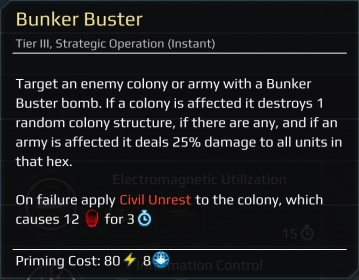 Bunker Buster
Tier III, Strategic Operation (Instant)
Target an enemy colony or army with a Bunker
Buster bomb. If a colony is affected it destroys 1
random colony structure, if there are any, and if an
army is affected it deals 25% damage to all units in
that hex.
Electromagnetic Utilization
On failure apply Civil Unrest to the colony, which
causes 12 for 3
15
Priming Cost: 80 8
Information Control